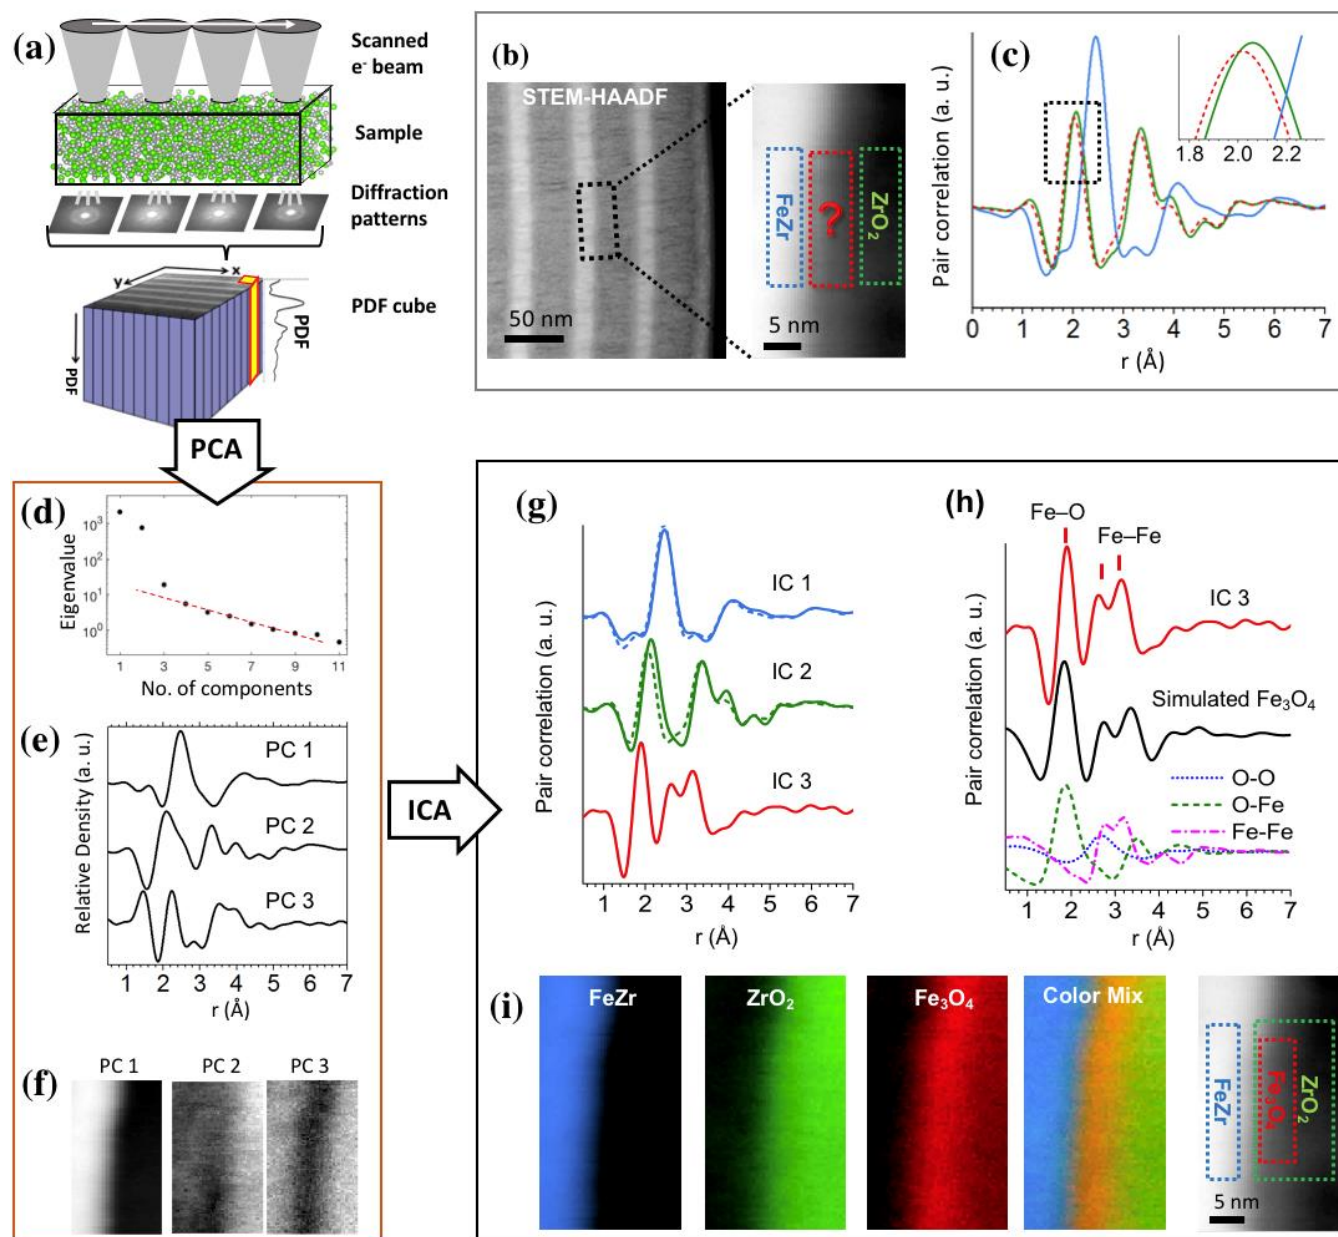 (a)
Scanned
e⁻ beam
Sample
Diffraction
patterns
x
y
PDF cube
PDF
PDF
PCA
(b)
STEM-HAADF
50 nm
FeZr
?
ZrO₂
5 nm
(c)
Pair correlation (a. u.)
1.8 2.0 2.2
0 1 2 3 4 5 6 7
r (Å)
(d)
Eigenvalue
10³
10²
10¹
10⁰
1 3 5 7 9 11
No. of components
(e)
Relative Density (a. u.)
PC 1
PC 2
PC 3
1 2 3 4 5 6 7
r (Å)
(f)
PC 1 PC 2 PC 3
ICA
(g)
Pair correlation (a. u.)
IC 1
IC 2
IC 3
1 2 3 4 5 6 7
r (Å)
(h)
Pair correlation (a. u.)
Fe–O
Fe–Fe
IC 3
Simulated Fe₃O₄
O-O
O-Fe
Fe-Fe
1 2 3 4 5 6 7
r (Å)
(i)
FeZr
ZrO₂
Fe₃O₄
Color Mix
FeZr
Fe₃O₄
ZrO₂
5 nm